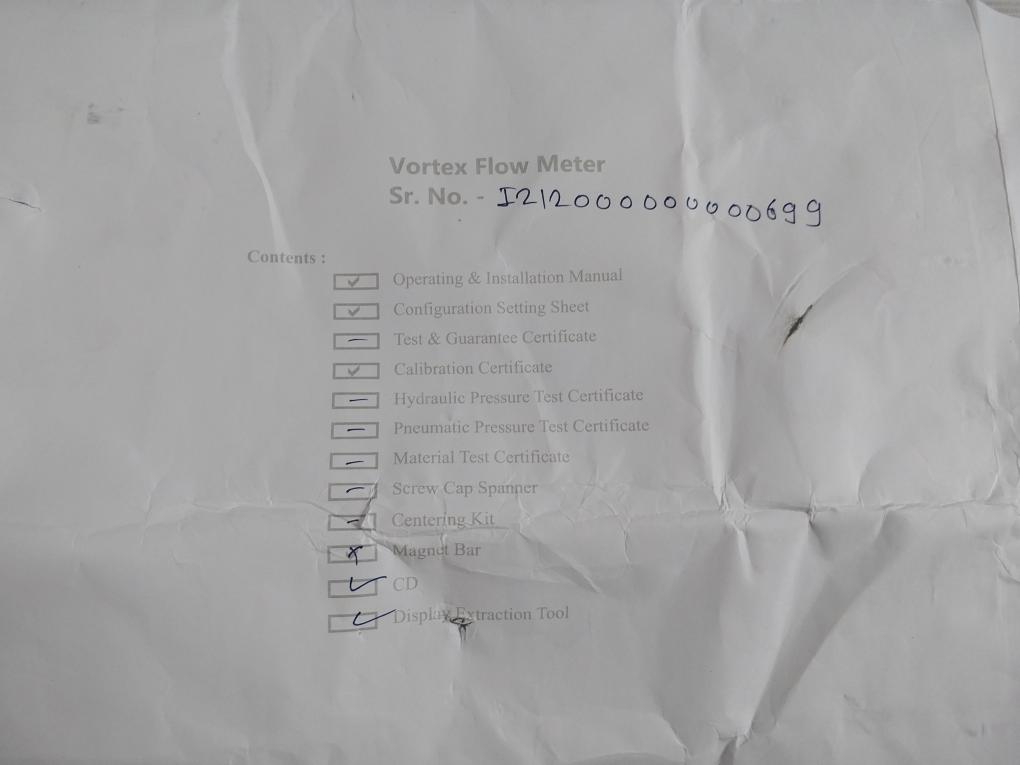 Vortex Flow Meter
Sr. No. - I212000000000699
Contents :
✓ Operating & Installation Manual
✓ Configuration Setting Sheet
– Test & Guarantee Certificate
✓ Calibration Certificate
– Hydraulic Pressure Test Certificate
– Pneumatic Pressure Test Certificate
– Material Test Certificate
– Screw Cap Spanner
– Centering Kit
x Magnet Bar
✓ CD
✓ Display Extraction Tool